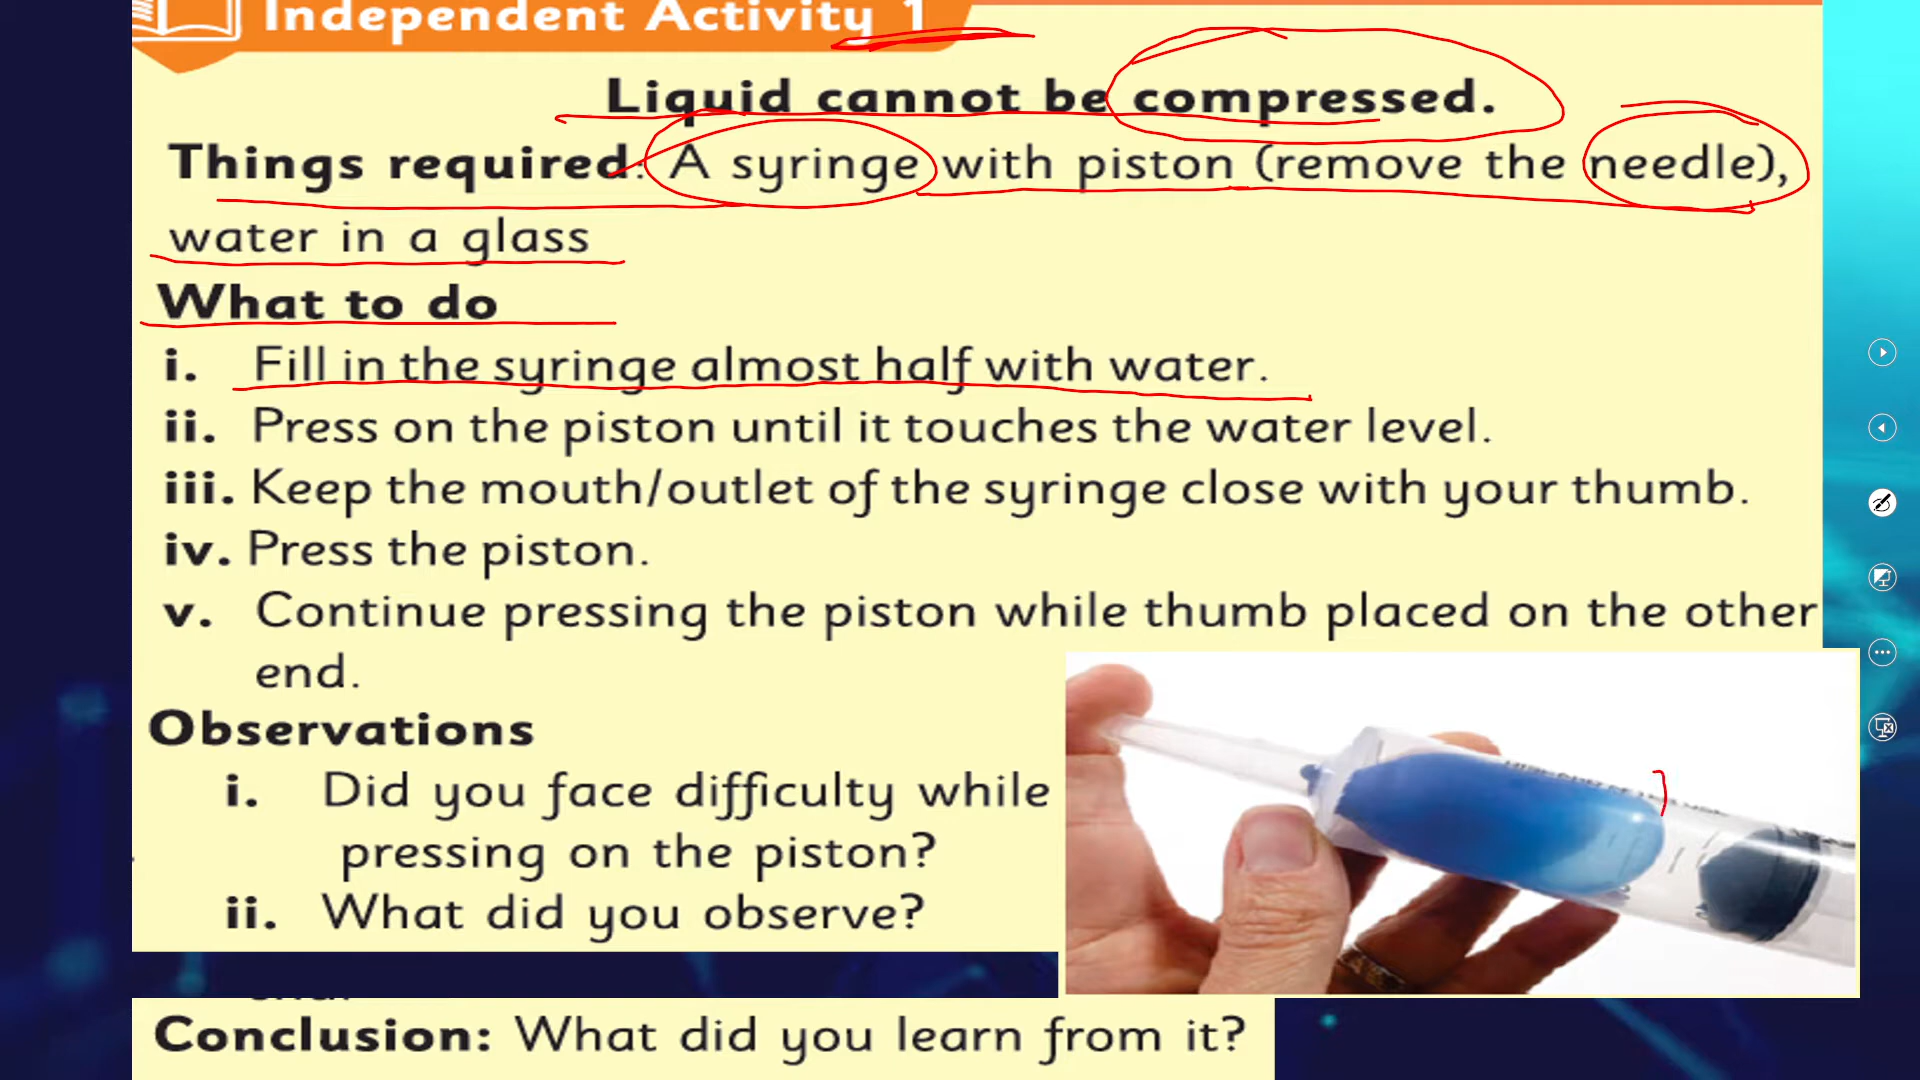 Independent Activity 1
Liquid cannot be compressed.
Things required: A syringe with piston (remove the needle),
water in a glass
What to do
i. Fill in the syringe almost half with water.
ii. Press on the piston until it touches the water level.
iii. Keep the mouth/outlet of the syringe close with your thumb.
iv. Press the piston.
v. Continue pressing the piston while thumb placed on the other
end.
Observations
i. Did you face difficulty while
pressing on the piston?
ii. What did you observe?
Conclusion: What did you learn from it?